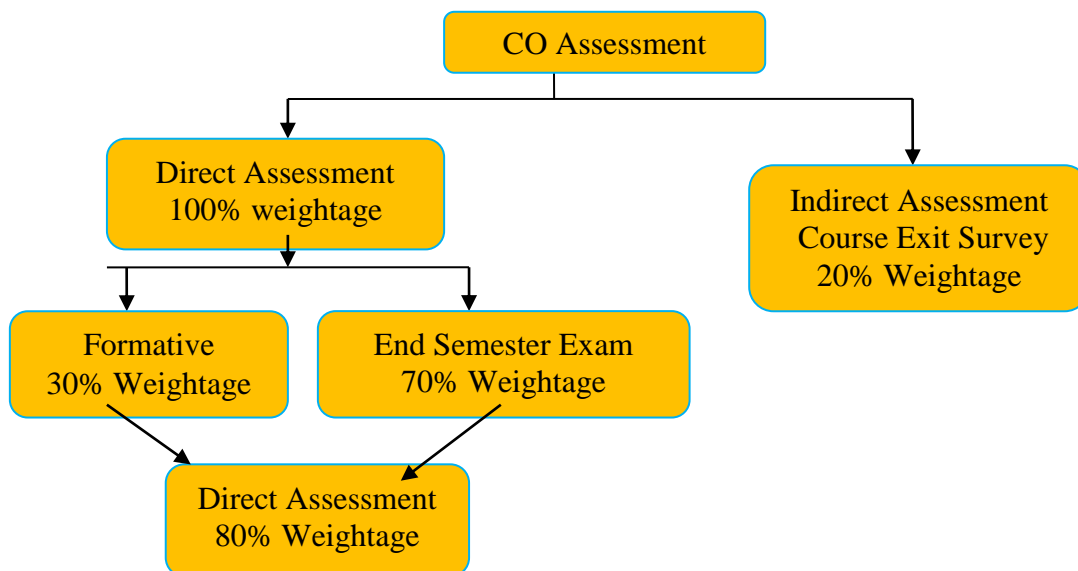 CO Assessment
Direct Assessment
100% weightage
Indirect Assessment
Course Exit Survey
20% Weightage
Formative
30% Weightage
End Semester Exam
70% Weightage
Direct Assessment
80% Weightage